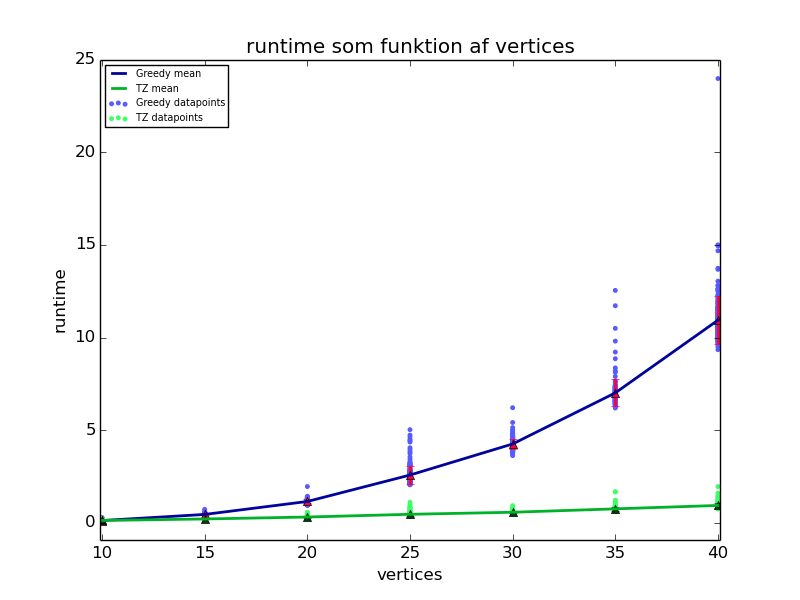 runtime som funktion af vertices
25
20
15
10
5
0
runtime
Greedy mean
TZ mean
Greedy datapoints
TZ datapoints
10 15 20 25 30 35 40
vertices